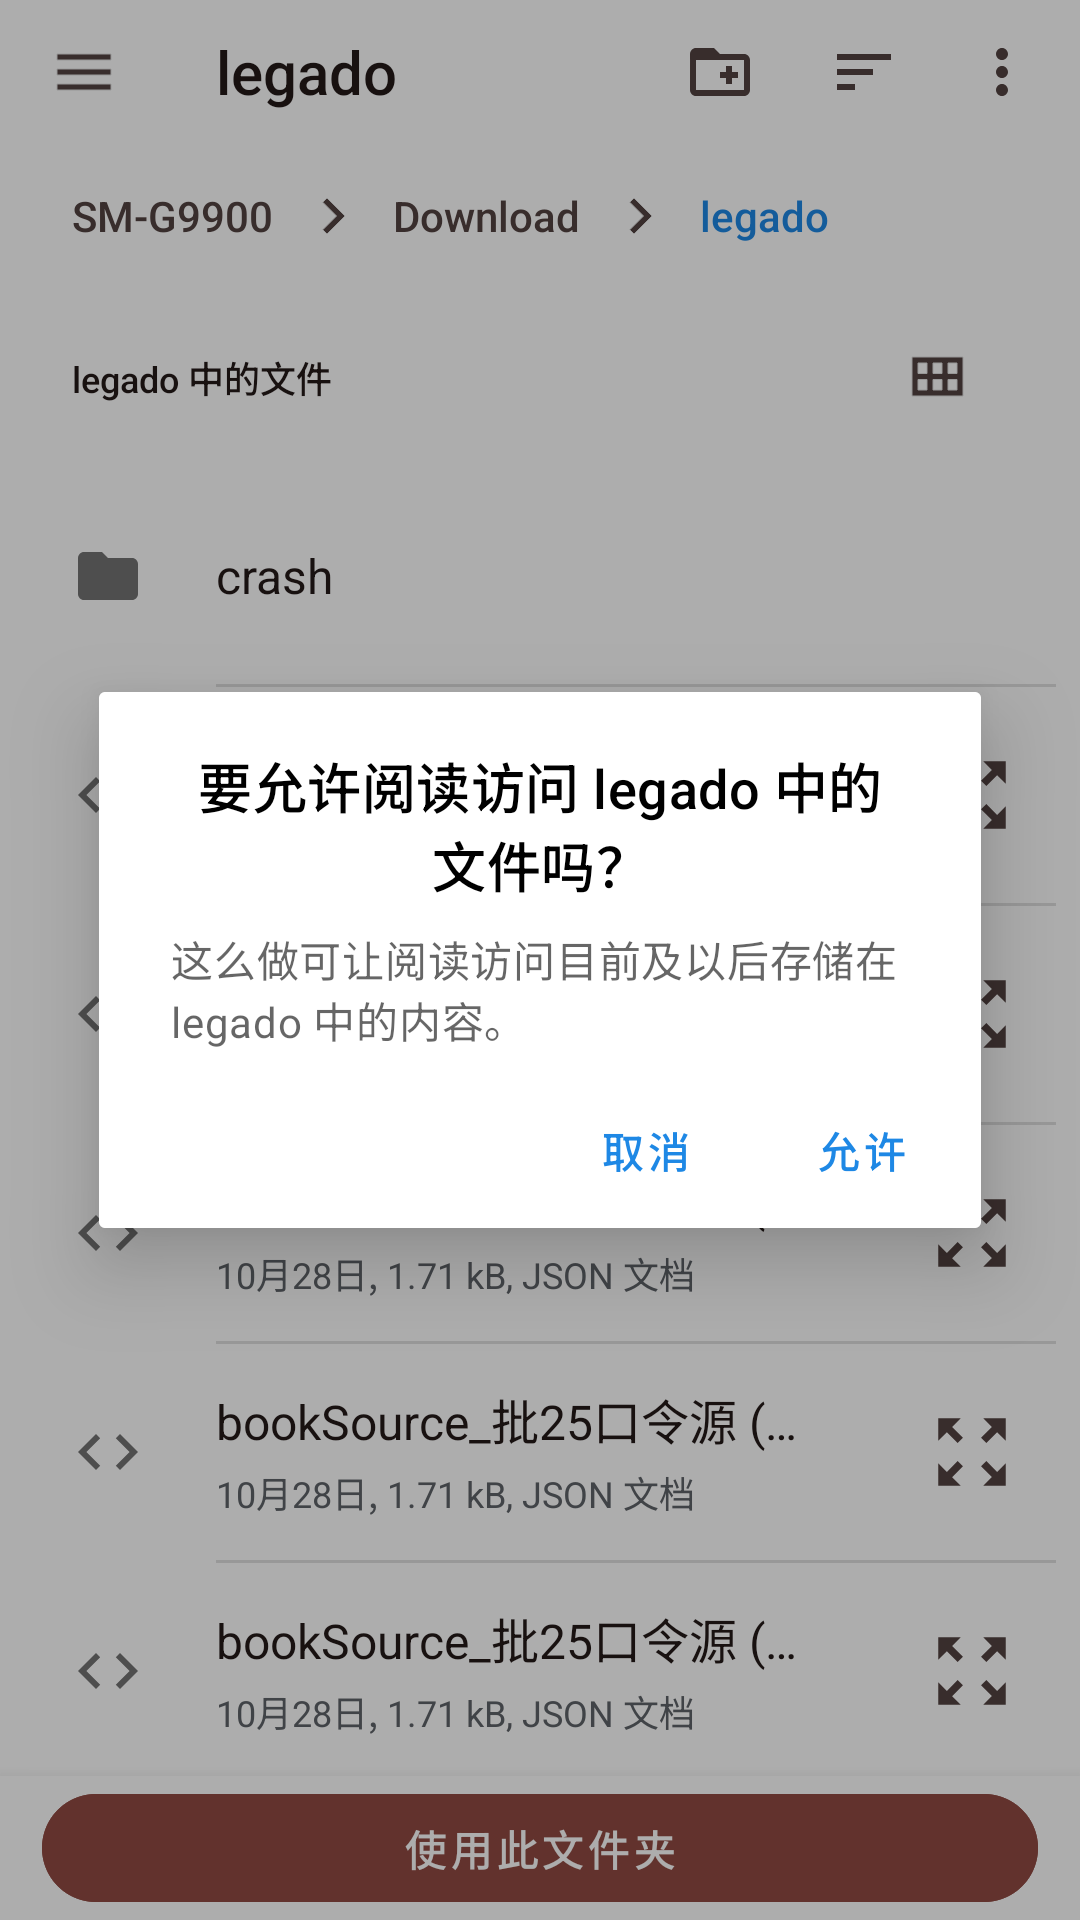 legado
SM-G9900 > Download > legado
legado 中的文件
crash
要允许阅读访问 legado 中的
文件吗？
这么做可让阅读访问目前及以后存储在
legado 中的内容。
取消 允许
10月28日, 1.71 kB, JSON 文档
bookSource_批25口令源 (...
10月28日, 1.71 kB, JSON 文档
bookSource_批25口令源 (...
10月28日, 1.71 kB, JSON 文档
使用此文件夹